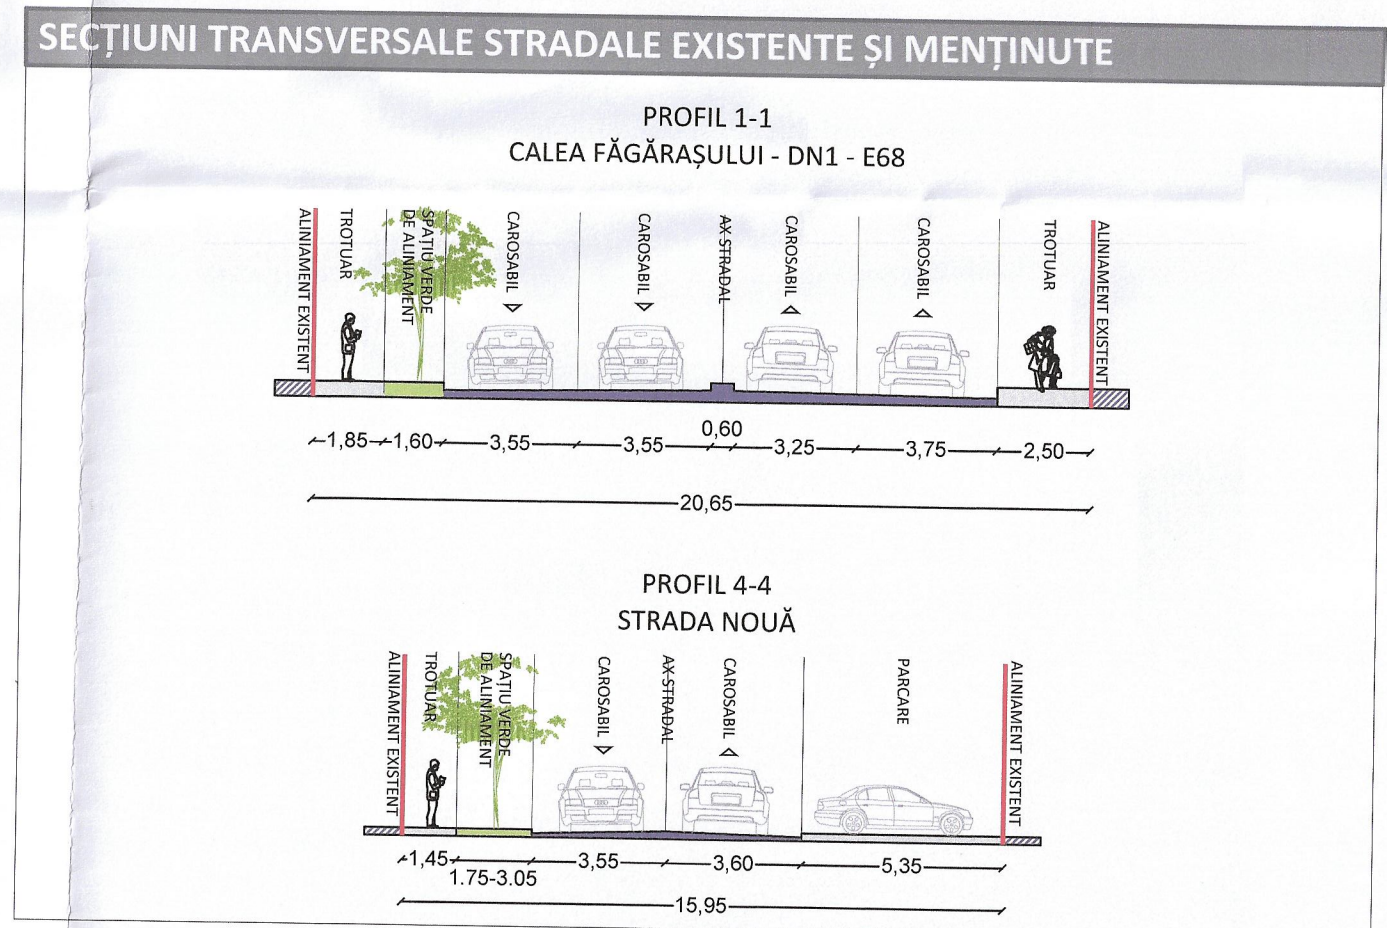 SECȚIUNI TRANSVERSALE STRADALE EXISTENTE ȘI MENȚINUTE
PROFIL 1-1
CALEA FĂGĂRAȘULUI - DN1 - E68
ALINIAMENT EXISTENT
TROTUAR
SPAȚIU VERDE
DE ALINIAMENT
CAROSABIL
CAROSABIL
AX STRADAL
CAROSABIL
CAROSABIL
TROTUAR
ALINIAMENT EXISTENT
1,85
1,60
3,55
3,55
0,60
3,25
3,75
2,50
20,65
PROFIL 4-4
STRADA NOUĂ
ALINIAMENT EXISTENT
TROTUAR
SPAȚIU VERDE
DE ALINIAMENT
CAROSABIL
AX STRADAL
CAROSABIL
PARCARE
ALINIAMENT EXISTENT
1,45
1.75-3.05
3,55
3,60
5,35
15,95